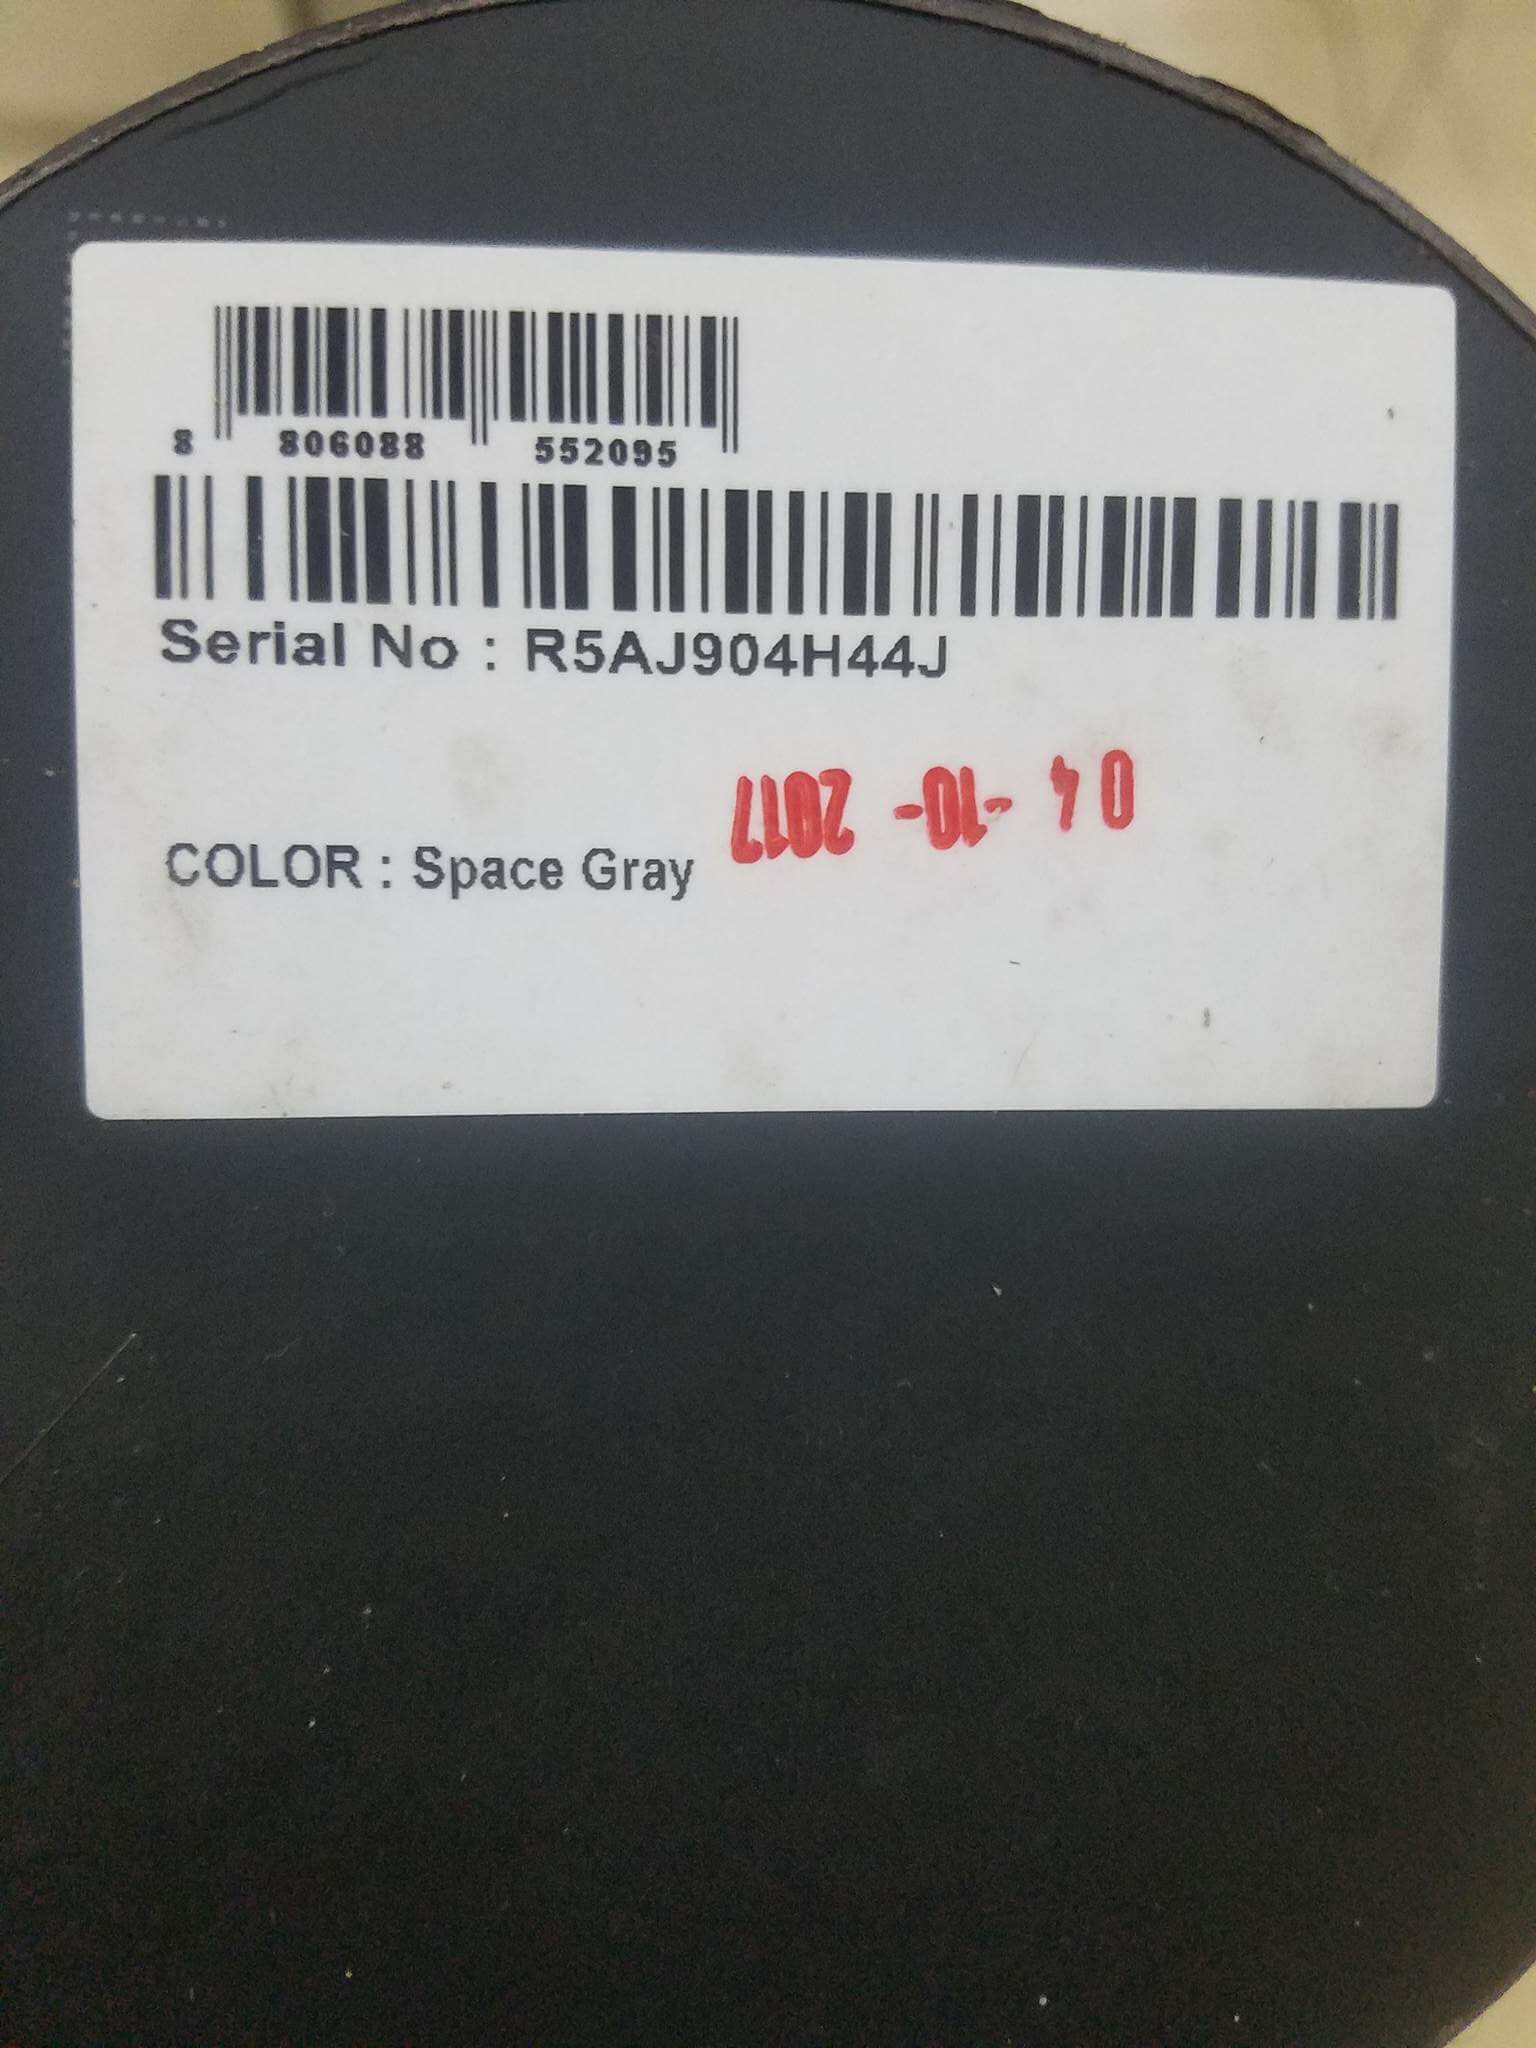 8 806088 552095
Serial No : R5AJ904H44J
04 -10- 2017
COLOR : Space Gray